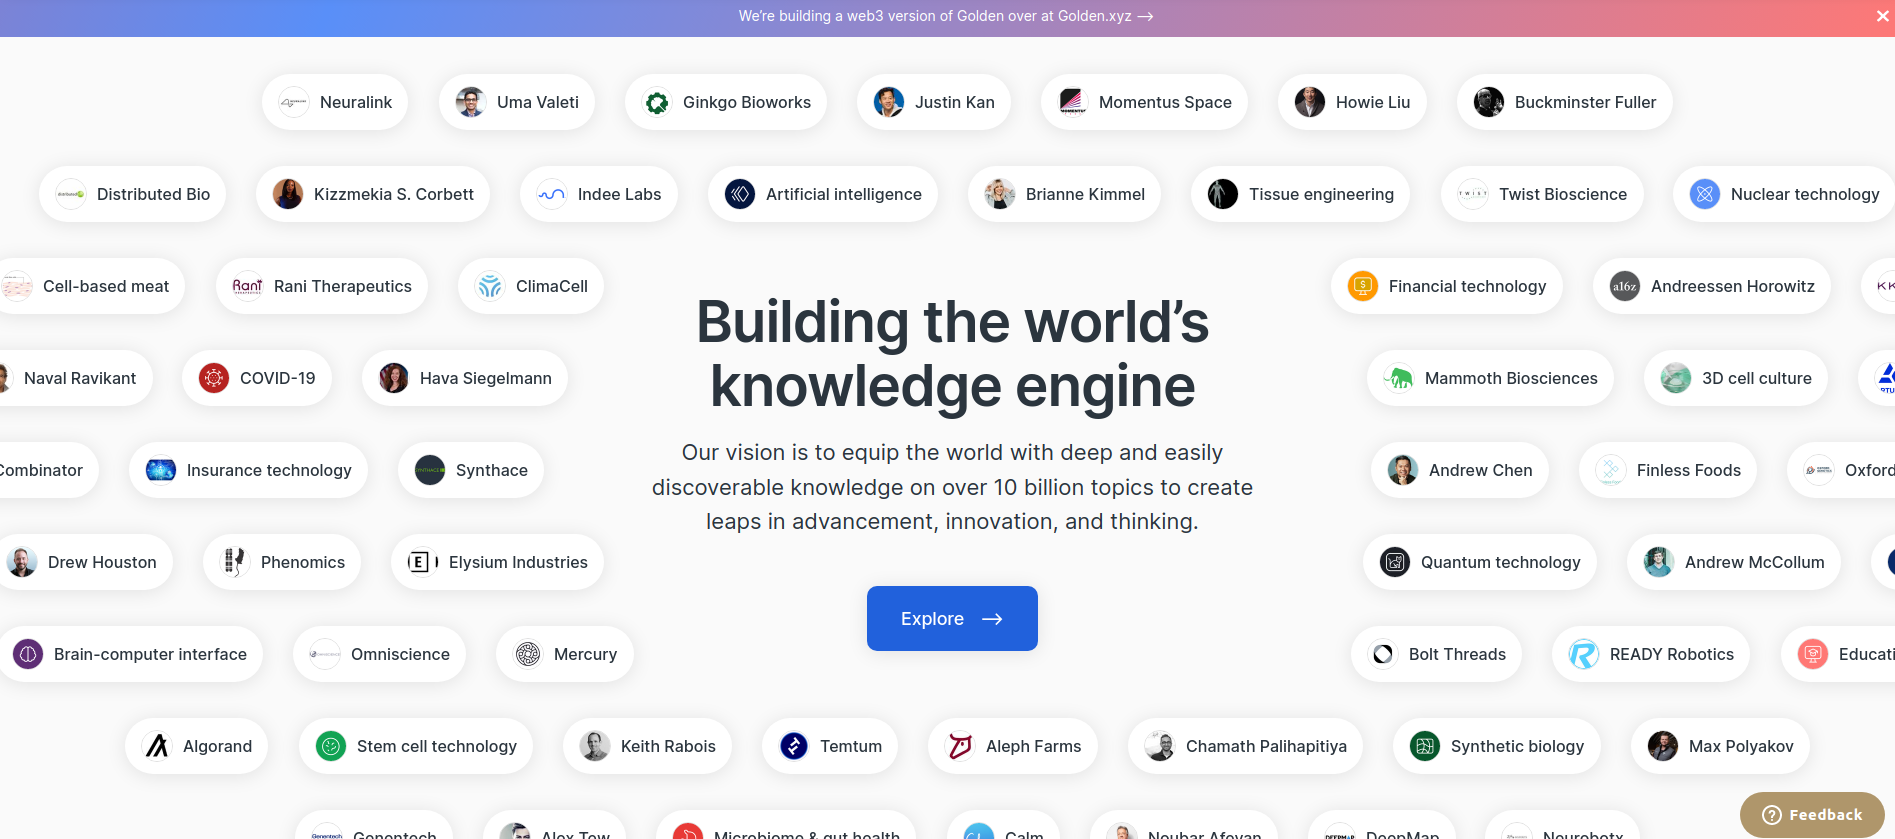 We're building a web3 version of Golden over at Golden.xyz →
Neuralink Uma Valeti Ginkgo Bioworks Justin Kan Momentus Space Howie Liu Buckminster Fuller
Distributed Bio Kizzmekia S. Corbett Indee Labs Artificial intelligence Brianne Kimmel Tissue engineering Twist Bioscience Nuclear technology
Cell-based meat Rani Therapeutics ClimaCell Financial technology a16z Andreessen Horowitz
Building the world's
knowledge engine
Naval Ravikant COVID-19 Hava Siegelmann Mammoth Biosciences 3D cell culture
Our vision is to equip the world with deep and easily
discoverable knowledge on over 10 billion topics to create
leaps in advancement, innovation, and thinking.
Combinator Insurance technology Synthace Andrew Chen Finless Foods Oxford
Drew Houston Phenomics Elysium Industries Quantum technology Andrew McCollum
Explore →
Brain-computer interface Omniscience Mercury Bolt Threads READY Robotics Educati
Algorand Stem cell technology Keith Rabois Temtum Aleph Farms Chamath Palihapitiya Synthetic biology Max Polyakov
Genentech Alex Tew Microbiome & gut health Calm Noubar Afeyan DeepMap Neurobotx
Feedback